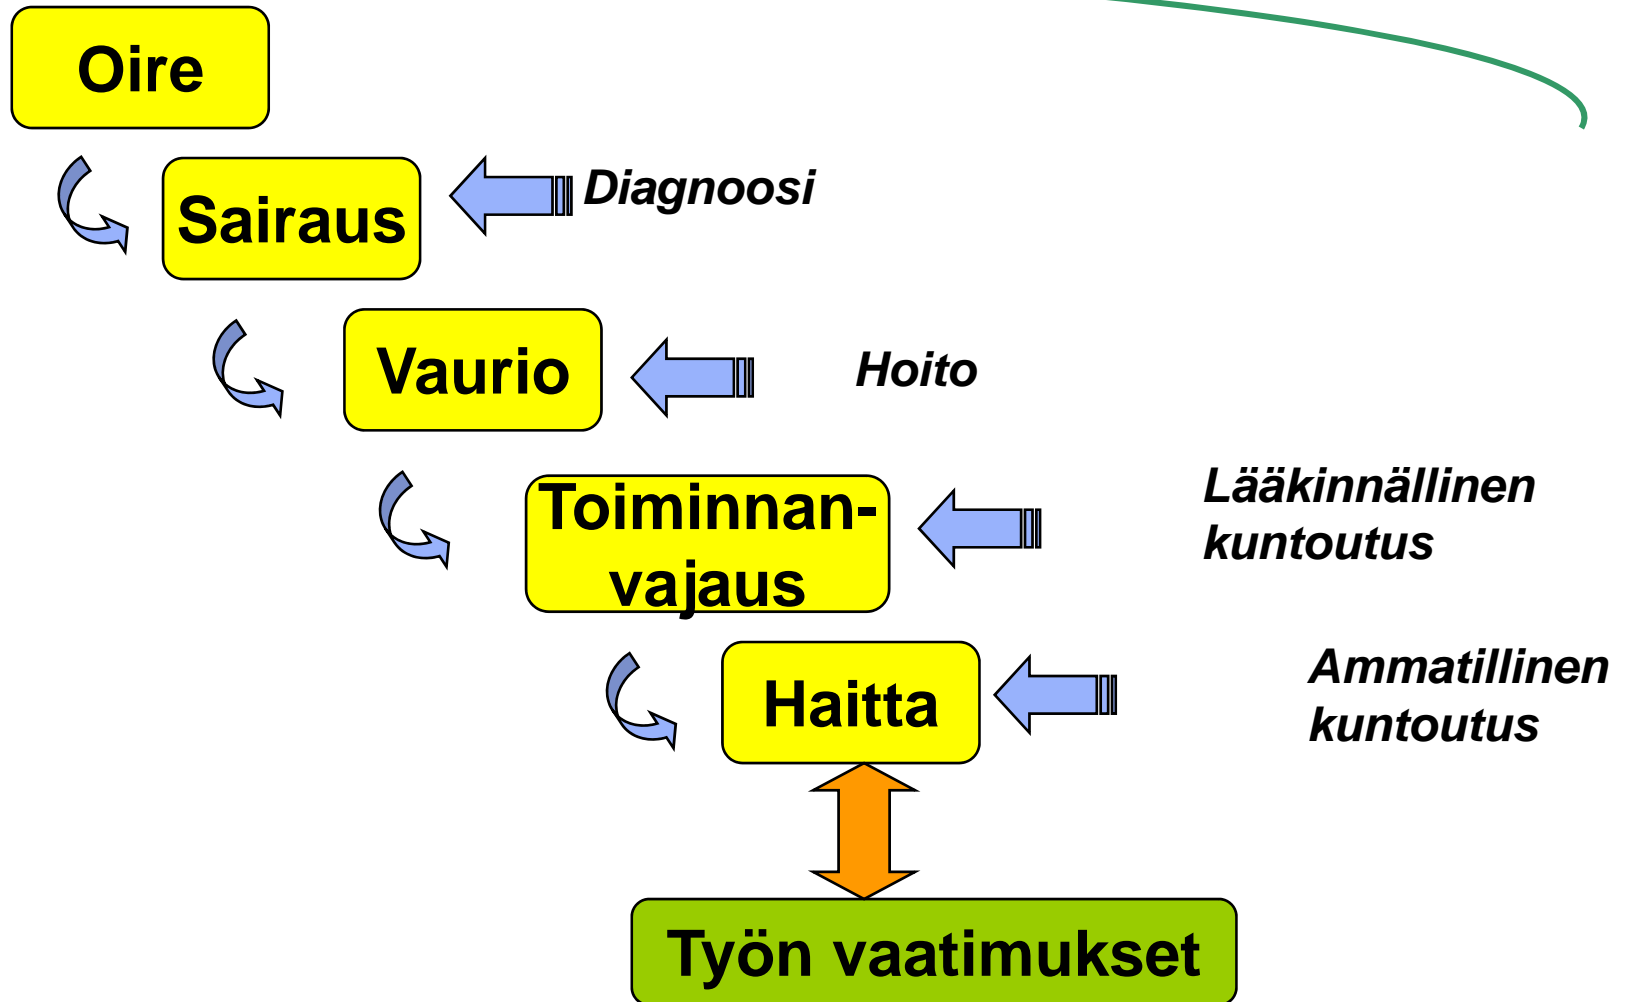 Oire
Sairaus
Diagnoosi
Vaurio
Hoito
Toiminnan-
vajaus
Lääkinnällinen
kuntoutus
Haitta
Ammatillinen
kuntoutus
Työn vaatimukset